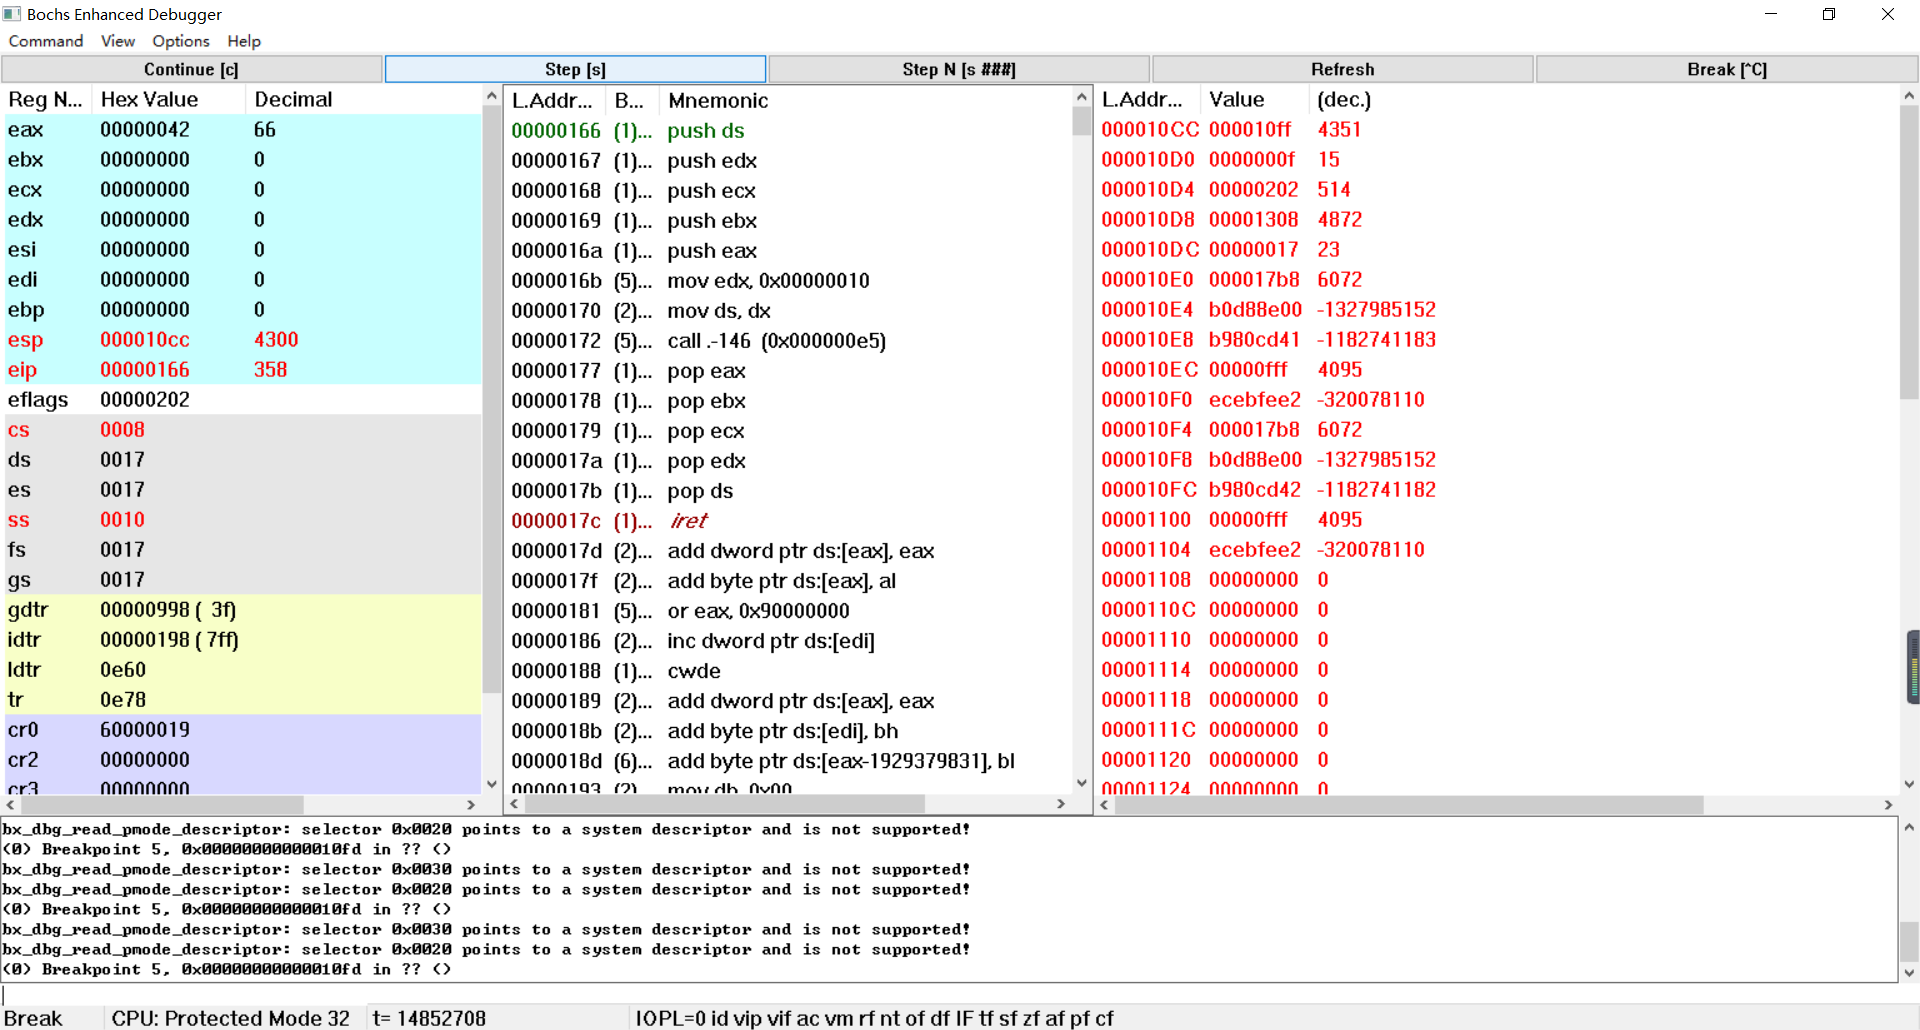 Bochs Enhanced Debugger
Command View Options Help
Continue [c] Step [s] Step N [s ###] Refresh Break [^C]
Reg N... Hex Value Decimal
eax 00000042 66
ebx 00000000 0
ecx 00000000 0
edx 00000000 0
esi 00000000 0
edi 00000000 0
ebp 00000000 0
esp 000010cc 4300
eip 00000166 358
eflags 00000202
cs 0008
ds 0017
es 0017
ss 0010
fs 0017
gs 0017
gdtr 00000998 ( 3f)
idtr 00000198 ( 7ff)
ldtr 0e60
tr 0e78
cr0 60000019
cr2 00000000
cr3 00000000
L.Addr... B... Mnemonic
00000166 (1)... push ds
00000167 (1)... push edx
00000168 (1)... push ecx
00000169 (1)... push ebx
0000016a (1)... push eax
0000016b (5)... mov edx, 0x00000010
00000170 (2)... mov ds, dx
00000172 (5)... call .-146 (0x000000e5)
00000177 (1)... pop eax
00000178 (1)... pop ebx
00000179 (1)... pop ecx
0000017a (1)... pop edx
0000017b (1)... pop ds
0000017c (1)... iret
0000017d (2)... add dword ptr ds:[eax], eax
0000017f (2)... add byte ptr ds:[eax], al
00000181 (5)... or eax, 0x90000000
00000186 (2)... inc dword ptr ds:[edi]
00000188 (1)... cwde
00000189 (2)... add dword ptr ds:[eax], eax
0000018b (2)... add byte ptr ds:[edi], bh
0000018d (6)... add byte ptr ds:[eax-1929379831], bl
00000193 (2)... mov db, 0x00
L.Addr... Value (dec.)
000010CC 000010ff 4351
000010D0 0000000f 15
000010D4 00000202 514
000010D8 00001308 4872
000010DC 00000017 23
000010E0 000017b8 6072
000010E4 b0d88e00 -1327985152
000010E8 b980cd41 -1182741183
000010EC 00000fff 4095
000010F0 ecebfee2 -320078110
000010F4 000017b8 6072
000010F8 b0d88e00 -1327985152
000010FC b980cd42 -1182741182
00001100 00000fff 4095
00001104 ecebfee2 -320078110
00001108 00000000 0
0000110C 00000000 0
00001110 00000000 0
00001114 00000000 0
00001118 00000000 0
0000111C 00000000 0
00001120 00000000 0
00001124 00000000 0
bx_dbg_read_pmode_descriptor: selector 0x0020 points to a system descriptor and is not supported!
(0) Breakpoint 5, 0x00000000000010fd in ?? ()
bx_dbg_read_pmode_descriptor: selector 0x0030 points to a system descriptor and is not supported!
bx_dbg_read_pmode_descriptor: selector 0x0020 points to a system descriptor and is not supported!
(0) Breakpoint 5, 0x00000000000010fd in ?? ()
bx_dbg_read_pmode_descriptor: selector 0x0030 points to a system descriptor and is not supported!
bx_dbg_read_pmode_descriptor: selector 0x0020 points to a system descriptor and is not supported!
(0) Breakpoint 5, 0x00000000000010fd in ?? ()
Break CPU: Protected Mode 32 t= 14852708 IOPL=0 id vip vif ac vm rf nt of df IF tf sf zf af pf cf